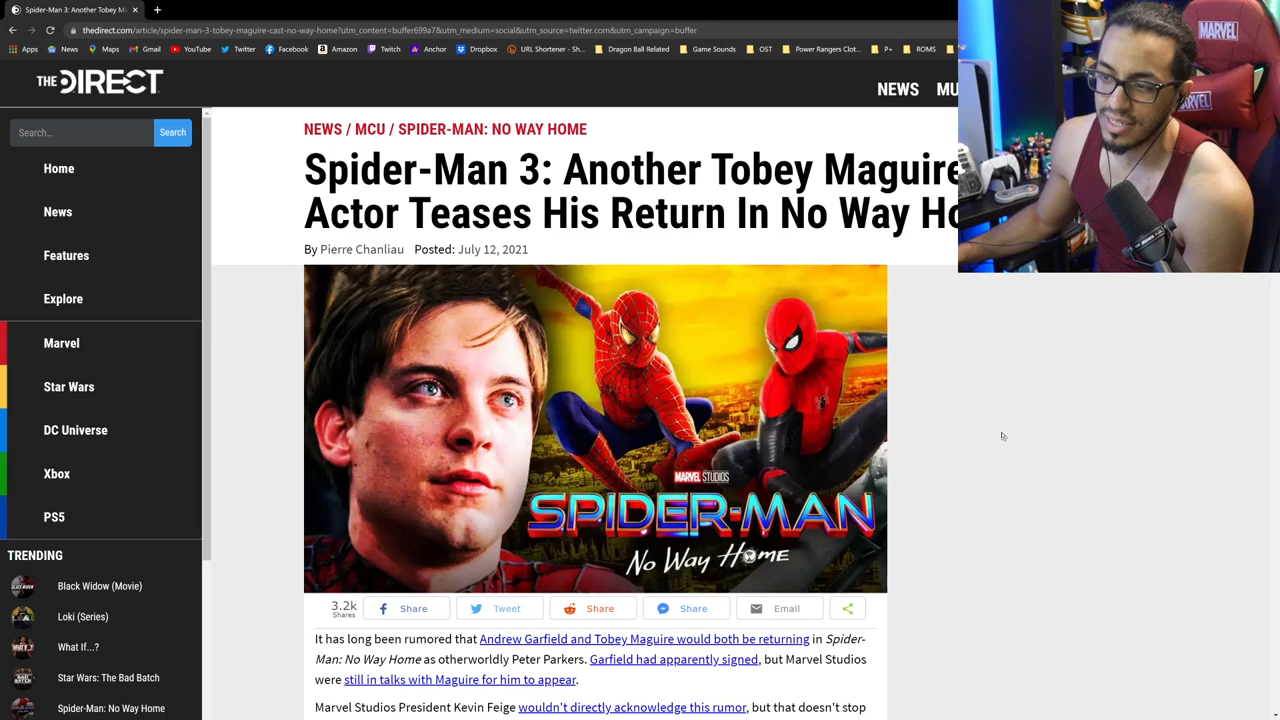 Spider-Man 3: Another Tobey Ma
thedirect.com/article/spider-man-3-tobey-maguire-cast-no-way-home?utm_content=buffer699a7&utm_medium=social&utm_source=twitter.com&utm_campaign=buffer
Apps News Maps Gmail YouTube Twitter Facebook Amazon Twitch Anchor Dropbox URL Shortener - Sh... Dragon Ball Related Game Sounds OST Power Rangers Clot... P+ ROMS
MARVEL
MARVEL
THE DIRECT
NEWS MU
Search... Search
Home
News
Features
Explore
Marvel
Star Wars
DC Universe
Xbox
PS5
TRENDING
Black Widow (Movie)
Loki (Series)
What If...?
Star Wars: The Bad Batch
Spider-Man: No Way Home
NEWS / MCU / SPIDER-MAN: NO WAY HOME
Spider-Man 3: Another Tobey Maguire
Actor Teases His Return In No Way Ho
By Pierre Chanliau Posted: July 12, 2021
MARVEL STUDIOS
SPIDER-MAN
No Way Home
3.2k
Shares
Share Tweet Share Share Email
It has long been rumored that Andrew Garfield and Tobey Maguire would both be returning in Spider-
Man: No Way Home as otherworldly Peter Parkers. Garfield had apparently signed, but Marvel Studios
were still in talks with Maguire for him to appear.
Marvel Studios President Kevin Feige wouldn't directly acknowledge this rumor, but that doesn't stop